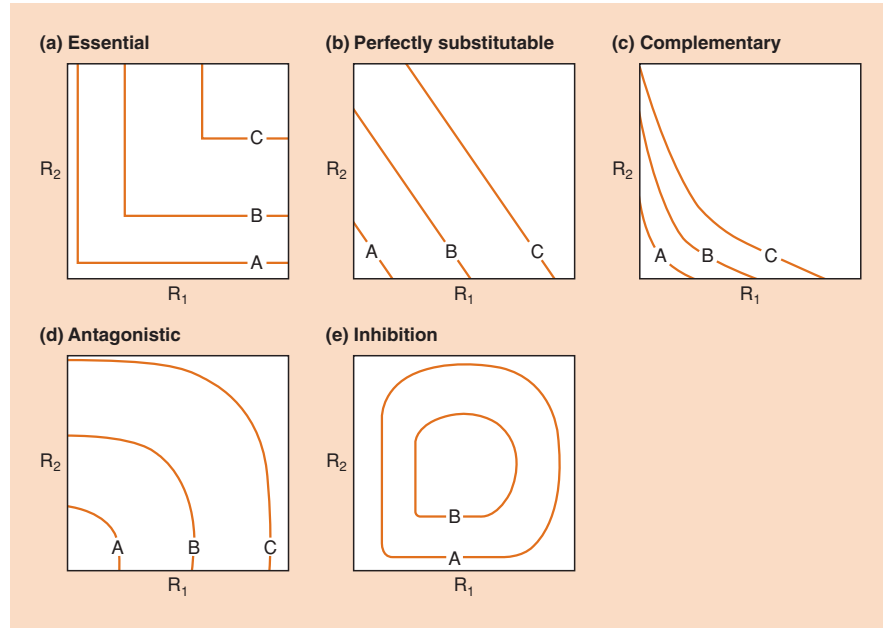 (a) Essential
(b) Perfectly substitutable
(c) Complementary
R2
C
B
A
R1
R2
A
B
C
R1
R2
A
B
C
R1
(d) Antagonistic
(e) Inhibition
R2
A
B
C
R1
R2
B
A
R1